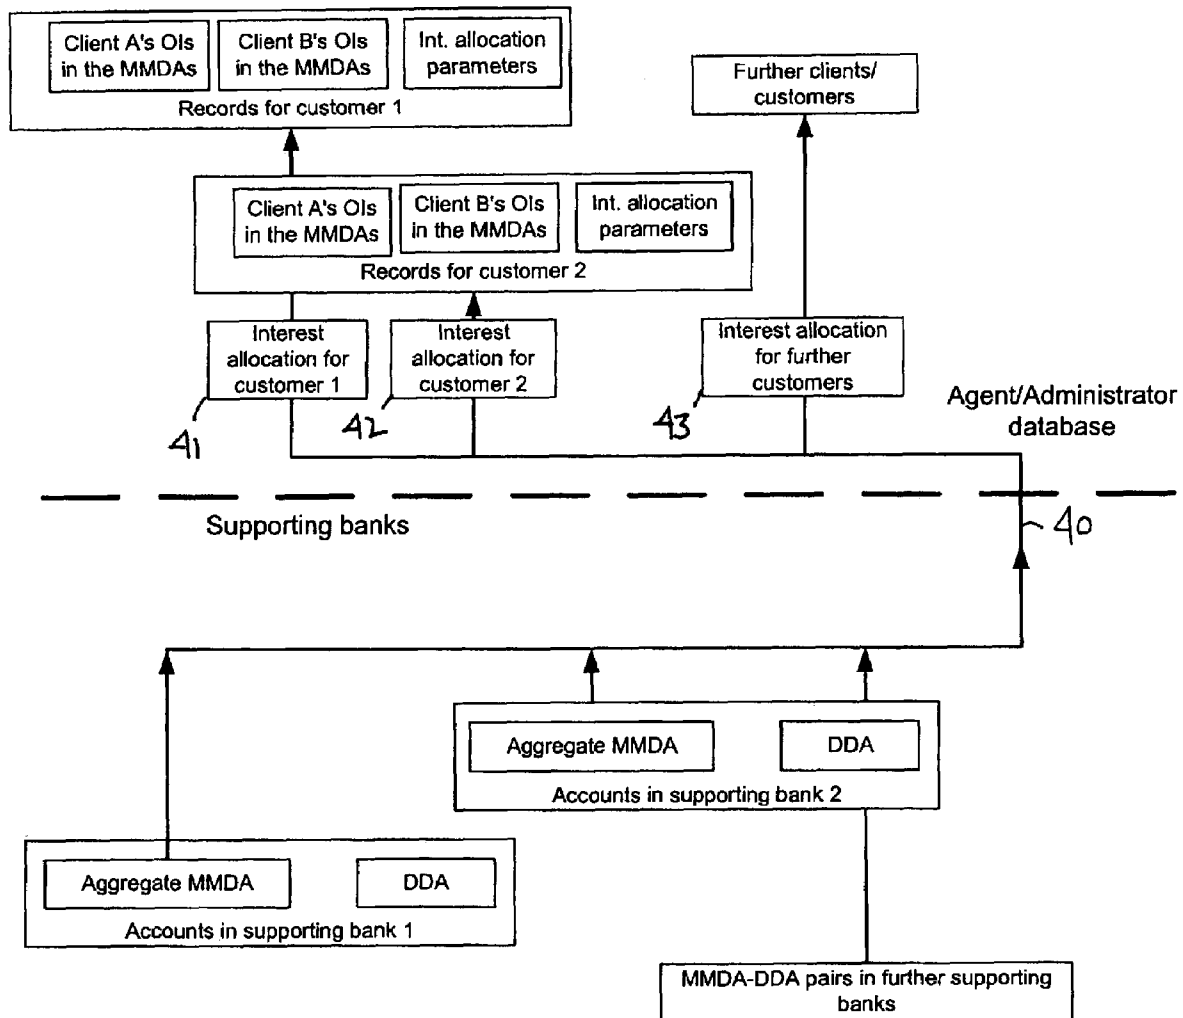 Client A's OIs
in the MMDAs
Client B's OIs
in the MMDAs
Int. allocation
parameters
Records for customer 1
Further clients/
customers
Client A's OIs
in the MMDAs
Client B's OIs
in the MMDAs
Int. allocation
parameters
Records for customer 2
Interest
allocation for
customer 1
Interest
allocation for
customer 2
Interest allocation
for further
customers
41
42
43
Agent/Administrator
database
Supporting banks
40
Aggregate MMDA
DDA
Accounts in supporting bank 2
Aggregate MMDA
DDA
Accounts in supporting bank 1
MMDA-DDA pairs in further supporting
banks